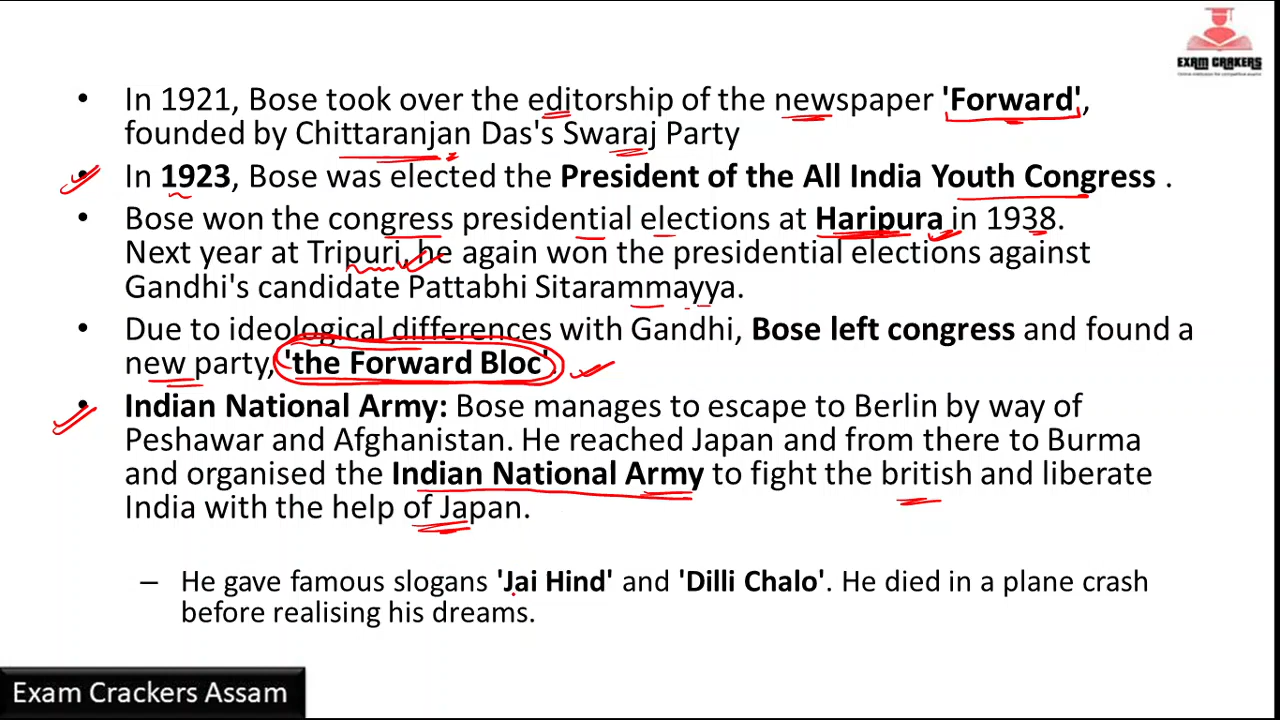 EXAM CRAKERS
• In 1921, Bose took over the editorship of the newspaper 'Forward',
founded by Chittaranjan Das's Swaraj Party
• In 1923, Bose was elected the President of the All India Youth Congress .
• Bose won the congress presidential elections at Haripura in 1938.
Next year at Tripuri, he again won the presidential elections against
Gandhi's candidate Pattabhi Sitarammayya.
• Due to ideological differences with Gandhi, Bose left congress and found a
new party, 'the Forward Bloc'.
• Indian National Army: Bose manages to escape to Berlin by way of
Peshawar and Afghanistan. He reached Japan and from there to Burma
and organised the Indian National Army to fight the british and liberate
India with the help of Japan.
– He gave famous slogans 'Jai Hind' and 'Dilli Chalo'. He died in a plane crash
before realising his dreams.
Exam Crackers Assam